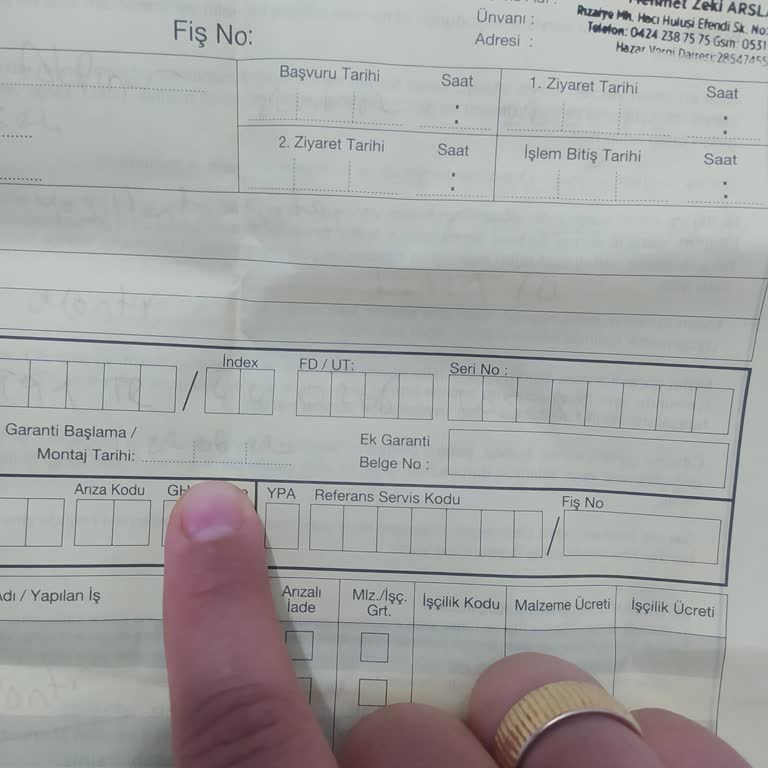 Ünvanı :
Adresi :
Zeki
Rızaiye Mh. Hacı Hulusi Efendi Sk. No:
Telefon: 0424 238 75 75 Gsm: 0531
Hazar Vergi Dairesi:
Fiş No:
Başvuru Tarihi Saat 1. Ziyaret Tarihi Saat
: :
2. Ziyaret Tarihi Saat İşlem Bitiş Tarihi Saat
: :
/ İndex FD / UT: Seri No :
Garanti Başlama /
Montaj Tarihi:
Ek Garanti
Belge No :
Arıza Kodu YPA Referans Servis Kodu / Fiş No
/ Yapılan İş
Arızalı
İade
Mlz./İşç.
Grt.
İşçilik Kodu Malzeme Ücreti İşçilik Ücreti